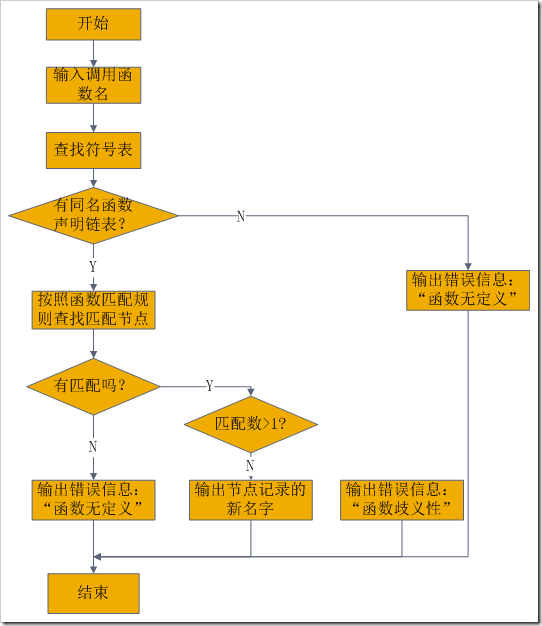 开始
输入调用函
数名
查找符号表
有同名函数
声明链表?
N
Y
输出错误信息:
“函数无定义”
按照函数匹配规
则查找匹配节点
有匹配吗?
Y
匹配数>1?
N
N
输出错误信息:
“函数无定义”
输出节点记录的
新名字
输出错误信息:
“函数歧义性”
结束